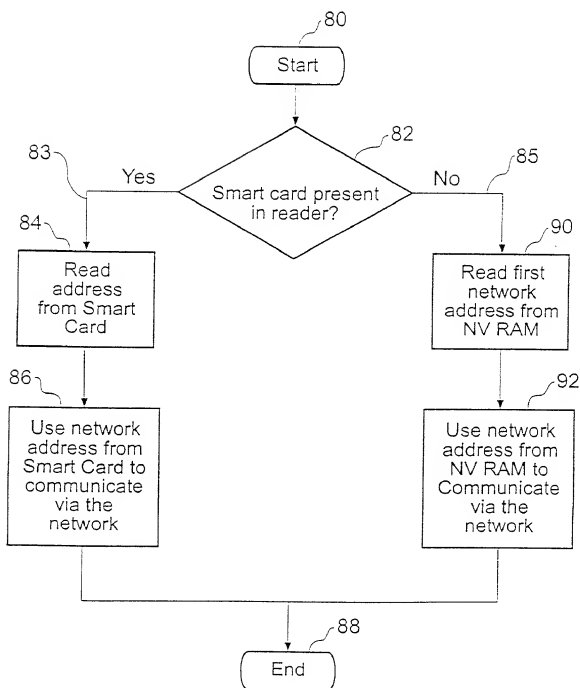 80
Start
82
83
Yes
No
85
Smart card present
in reader?
84
Read
address
from Smart
Card
90
Read first
network
address from
NV RAM
86
Use network
address from
Smart Card to
communicate
via the
network
92
Use network
address from
NV RAM to
Communicate
via the
network
88
End